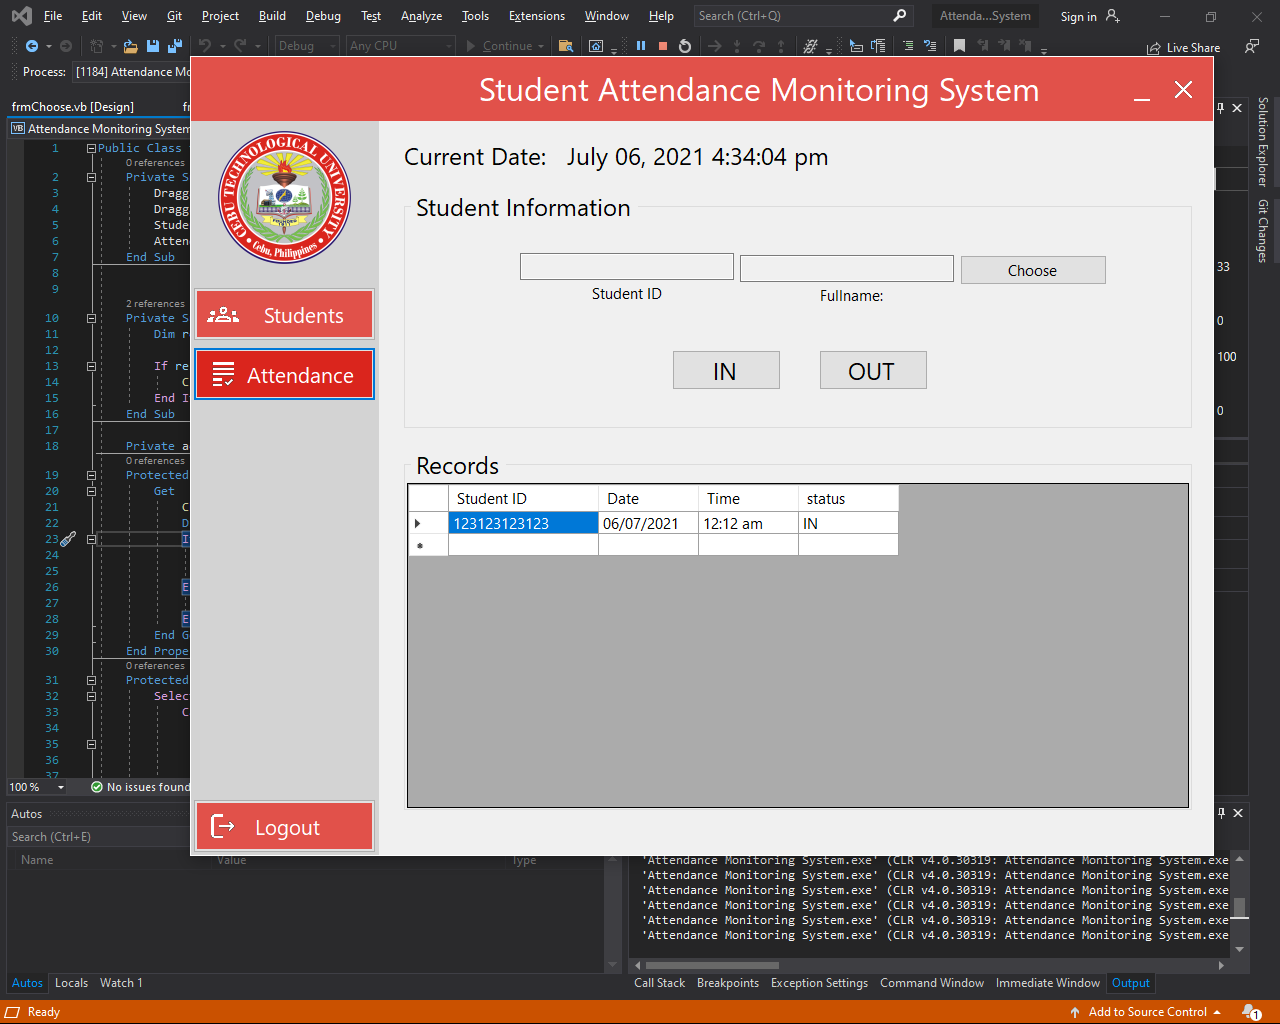 File Edit View Git Project Build Debug Test Analyze Tools Extensions Window Help Search (Ctrl+Q) Attenda...System Sign in
Debug Any CPU Continue Live Share
Process: [1184] Attendance Mo
frmChoose.vb [Design]
VB Attendance Monitoring System
Student Attendance Monitoring System
CEBU TECHNOLOGICAL UNIVERSITY
Cebu, Philippines
Students
Attendance
Logout
Current Date: July 06, 2021 4:34:04 pm
Student Information
Choose
Student ID
Fullname:
IN OUT
Records
Student ID Date Time status
123123123123 06/07/2021 12:12 am IN
1 Public Class
0 references
2 Private S
3 Dragg
4 Dragg
5 Stude
6 Atten
7 End Sub
8
9
2 references
10 Private S
11 Dim r
12
13 If re
14 C
15 End I
16 End Sub
17
18 Private a
0 references
19 Protected
20 Get
21 C
22 D
23 I
24
25
26 E
27
28 E
29 End G
30 End Prope
0 references
31 Protected
32 Selec
33 C
34
35
36
37
100 % No issues found
Solution Explorer
Git Changes
33
0
100
0
Autos
Search (Ctrl+E)
Name Value Type
'Attendance Monitoring System.exe' (CLR v4.0.30319: Attendance Monitoring System.exe
'Attendance Monitoring System.exe' (CLR v4.0.30319: Attendance Monitoring System.exe
'Attendance Monitoring System.exe' (CLR v4.0.30319: Attendance Monitoring System.exe
'Attendance Monitoring System.exe' (CLR v4.0.30319: Attendance Monitoring System.exe
'Attendance Monitoring System.exe' (CLR v4.0.30319: Attendance Monitoring System.exe
'Attendance Monitoring System.exe' (CLR v4.0.30319: Attendance Monitoring System.exe
Autos Locals Watch 1
Call Stack Breakpoints Exception Settings Command Window Immediate Window Output
Ready Add to Source Control 1